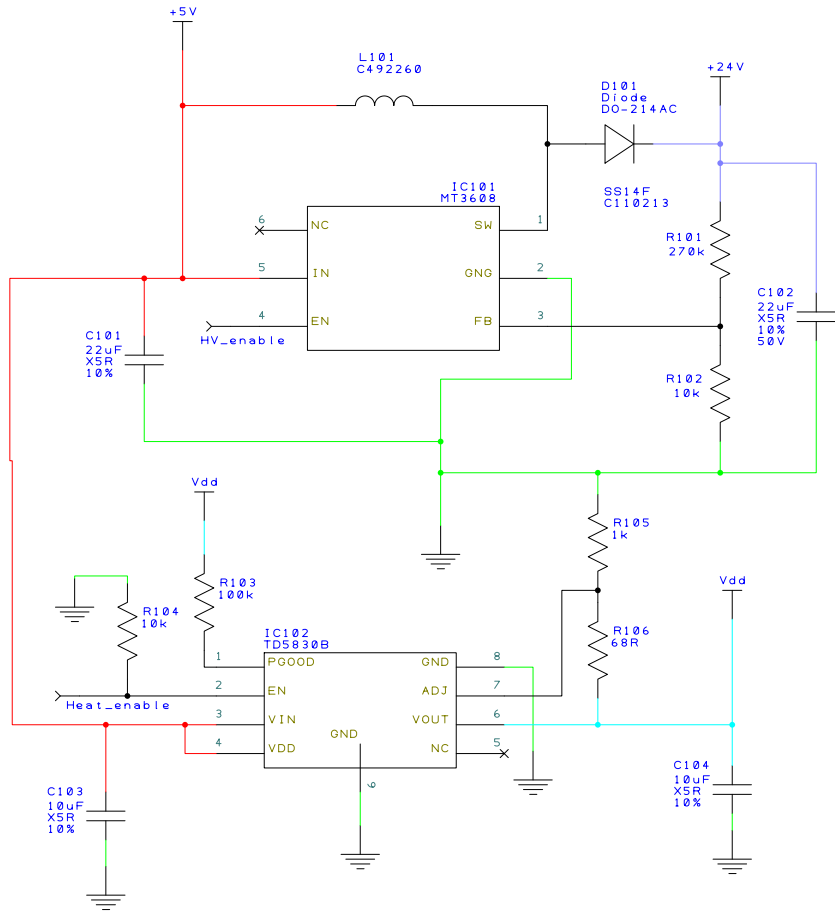 +5V
L101
C492260
+24V
D101
Diode
DO-214AC
SS14F
C110213
IC101
MT3608
6
NC
SW
1
5
IN
GNG
2
4
EN
FB
3
HV_enable
R101
270k
C101
22uF
X5R
10%
C102
22uF
X5R
10%
50V
R102
10k
Vdd
R105
1k
R103
100k
R104
10k
Vdd
R106
68R
IC102
TD5830B
1
PGOOD
GND
8
2
EN
ADJ
7
Heat_enable
3
VIN
VOUT
6
4
VDD
GND
NC
5
9
C103
10uF
X5R
10%
C104
10uF
X5R
10%